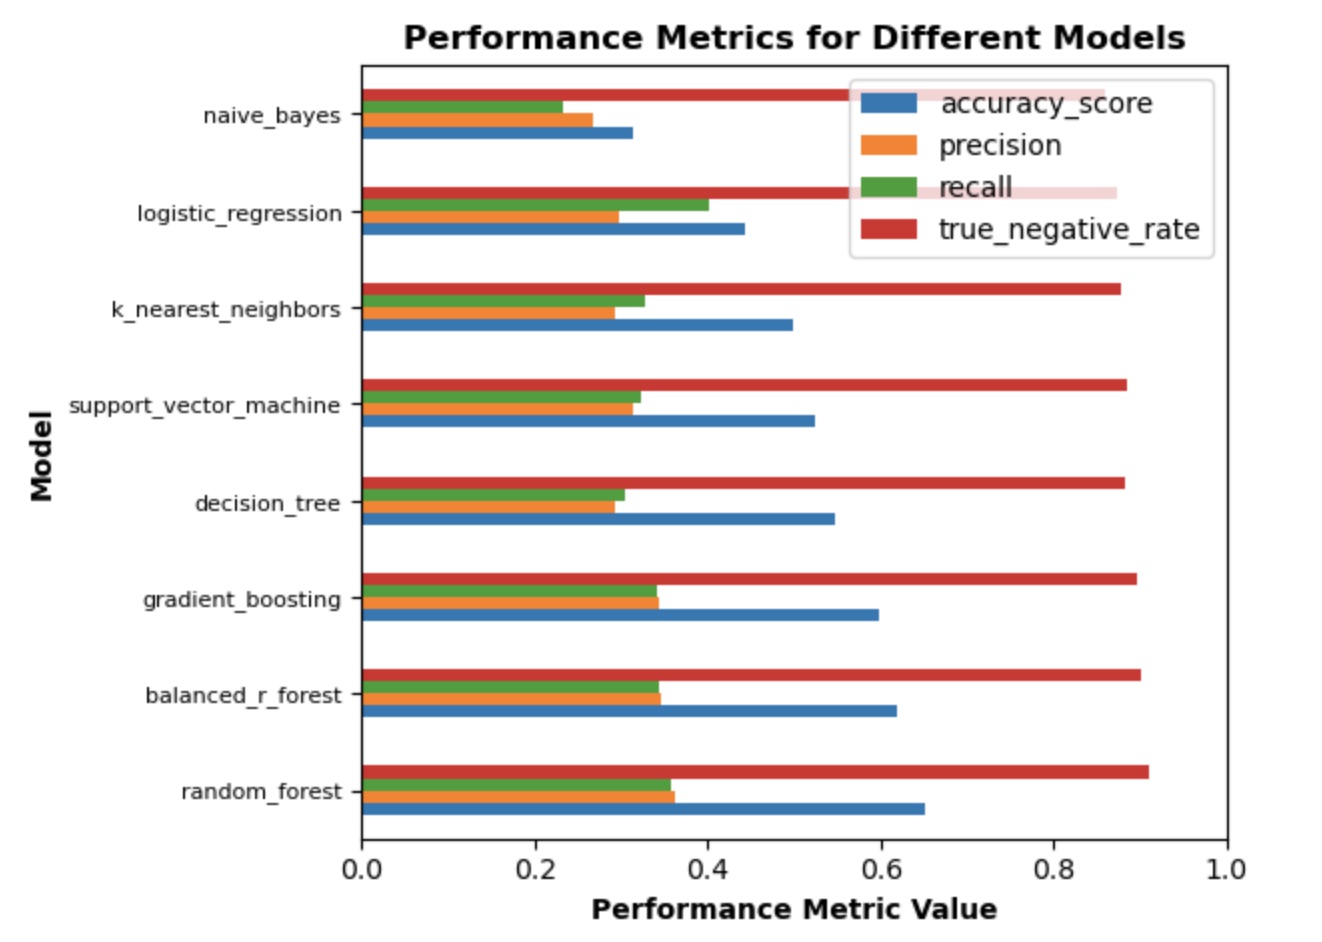 Performance Metrics for Different Models
naive_bayes
logistic_regression
k_nearest_neighbors
support_vector_machine
decision_tree
gradient_boosting
balanced_r_forest
random_forest
Model
accuracy_score
precision
recall
true_negative_rate
0.0 0.2 0.4 0.6 0.8 1.0
Performance Metric Value